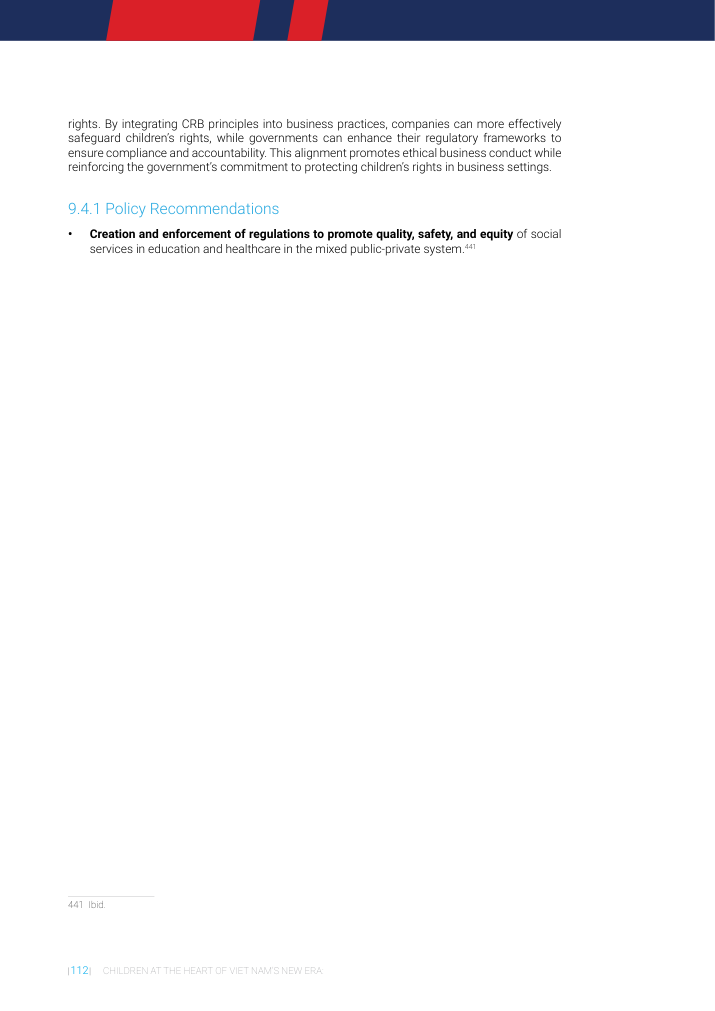 rights. By integrating CRB principles into business practices, companies can more effectively
safeguard children's rights, while governments can enhance their regulatory frameworks to
ensure compliance and accountability. This alignment promotes ethical business conduct while
reinforcing the government's commitment to protecting children's rights in business settings.
9.4.1 Policy Recommendations
• Creation and enforcement of regulations to promote quality, safety, and equity of social
services in education and healthcare in the mixed public-private system.441
441 Ibid.
|112| CHILDREN AT THE HEART OF VIET NAM'S NEW ERA